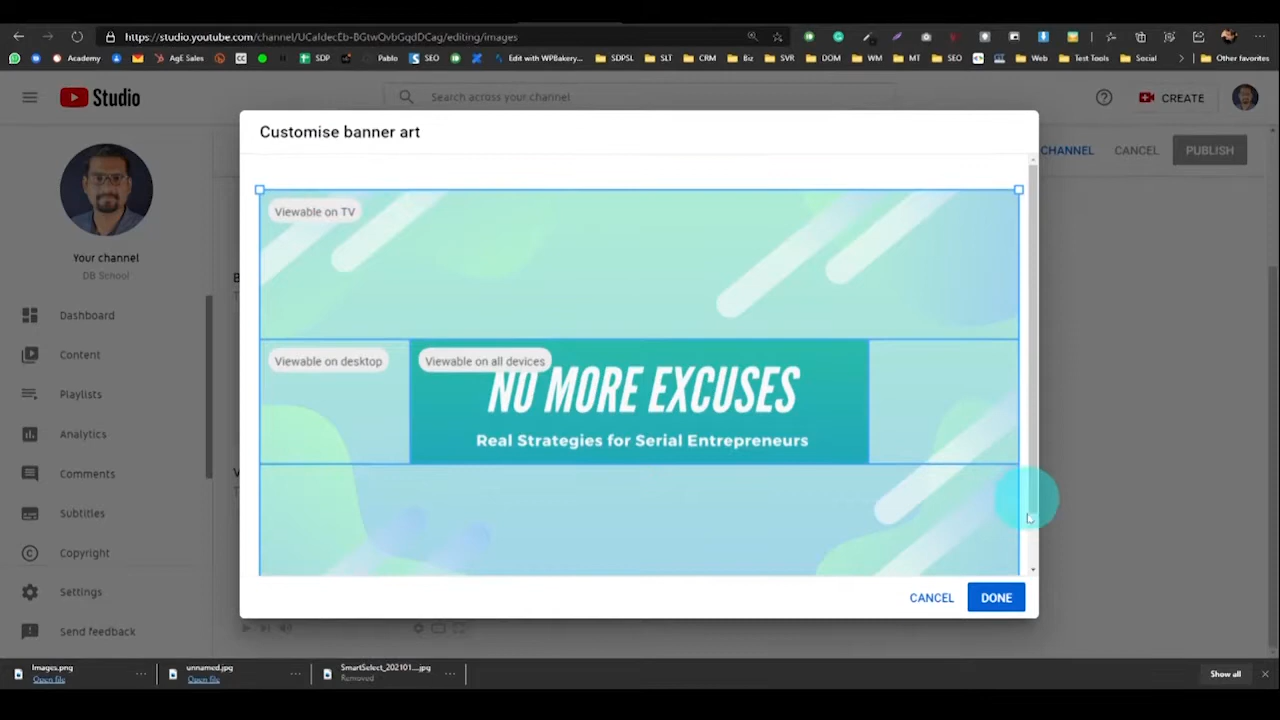 https://studio.youtube.com/channel/UCaIdecEb-BGtwQvbGqdDCag/editing/images
Academy
AgE Sales
CC
SDP
Pablo
SEO
Edit with WPBakery...
SDPSL
SLT
CRM
Biz
SVR
DOM
WM
MT
SEO
Web
Test Tools
Social
Other favorites
Studio
Search across your channel
CREATE
Customise banner art
CHANNEL
CANCEL
PUBLISH
Viewable on TV
Your channel
DB School
Dashboard
Content
Playlists
Analytics
Comments
Subtitles
Copyright
Settings
Send feedback
Viewable on desktop
Viewable on all devices
NO MORE EXCUSES
Real Strategies for Serial Entrepreneurs
CANCEL
DONE
Images.png
Open file
unnamed.jpg
Open file
SmartSelect_202101....jpg
Removed
Show all